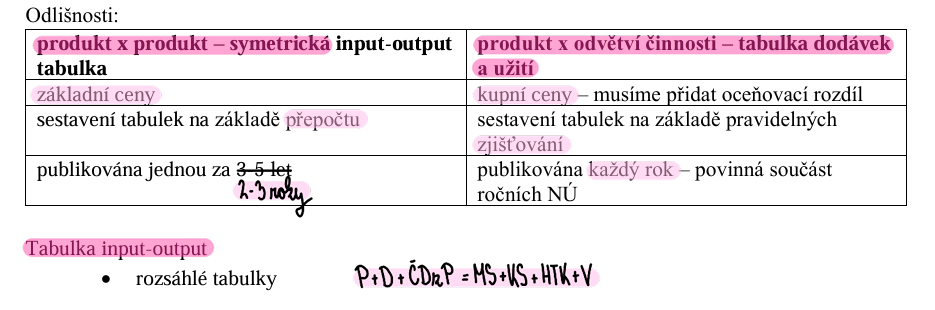 Odlišnosti:
produkt x produkt – symetrická input-output
tabulka
produkt x odvětví činnosti – tabulka dodávek
a užití
základní ceny
kupní ceny – musíme přidat oceňovací rozdíl
sestavení tabulek na základě přepočtu
sestavení tabulek na základě pravidelných
zjišťování
publikována jednou za 3-5 let
2-3 roky
publikována každý rok – povinná součást
ročních NÚ
Tabulka input-output
• rozsáhlé tabulky
P+D+ČDzP = MS+KS+HTK+V